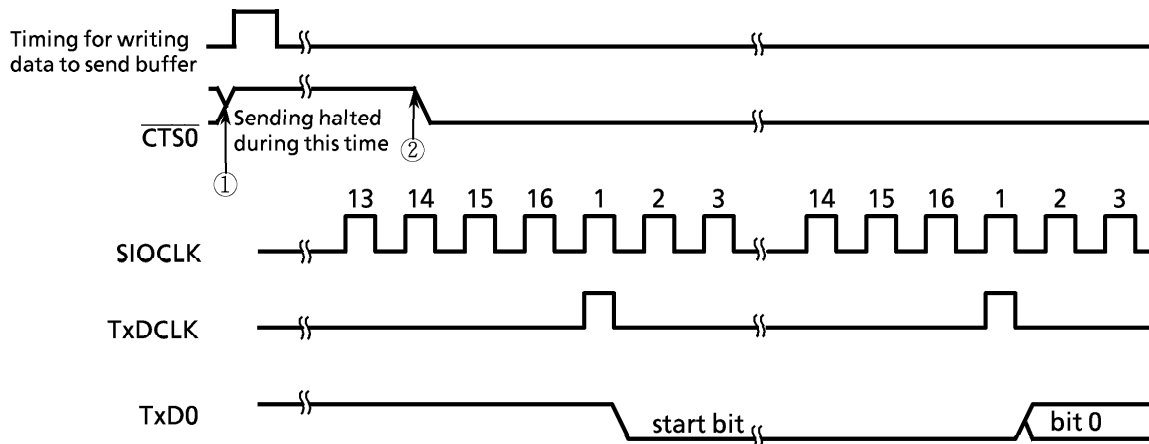 Timing for writing
data to send buffer
CTS0
Sending halted
during this time
①
②
13 14 15 16 1 2 3 14 15 16 1 2 3
SIOCLK
TxDCLK
TxD0
start bit
bit 0